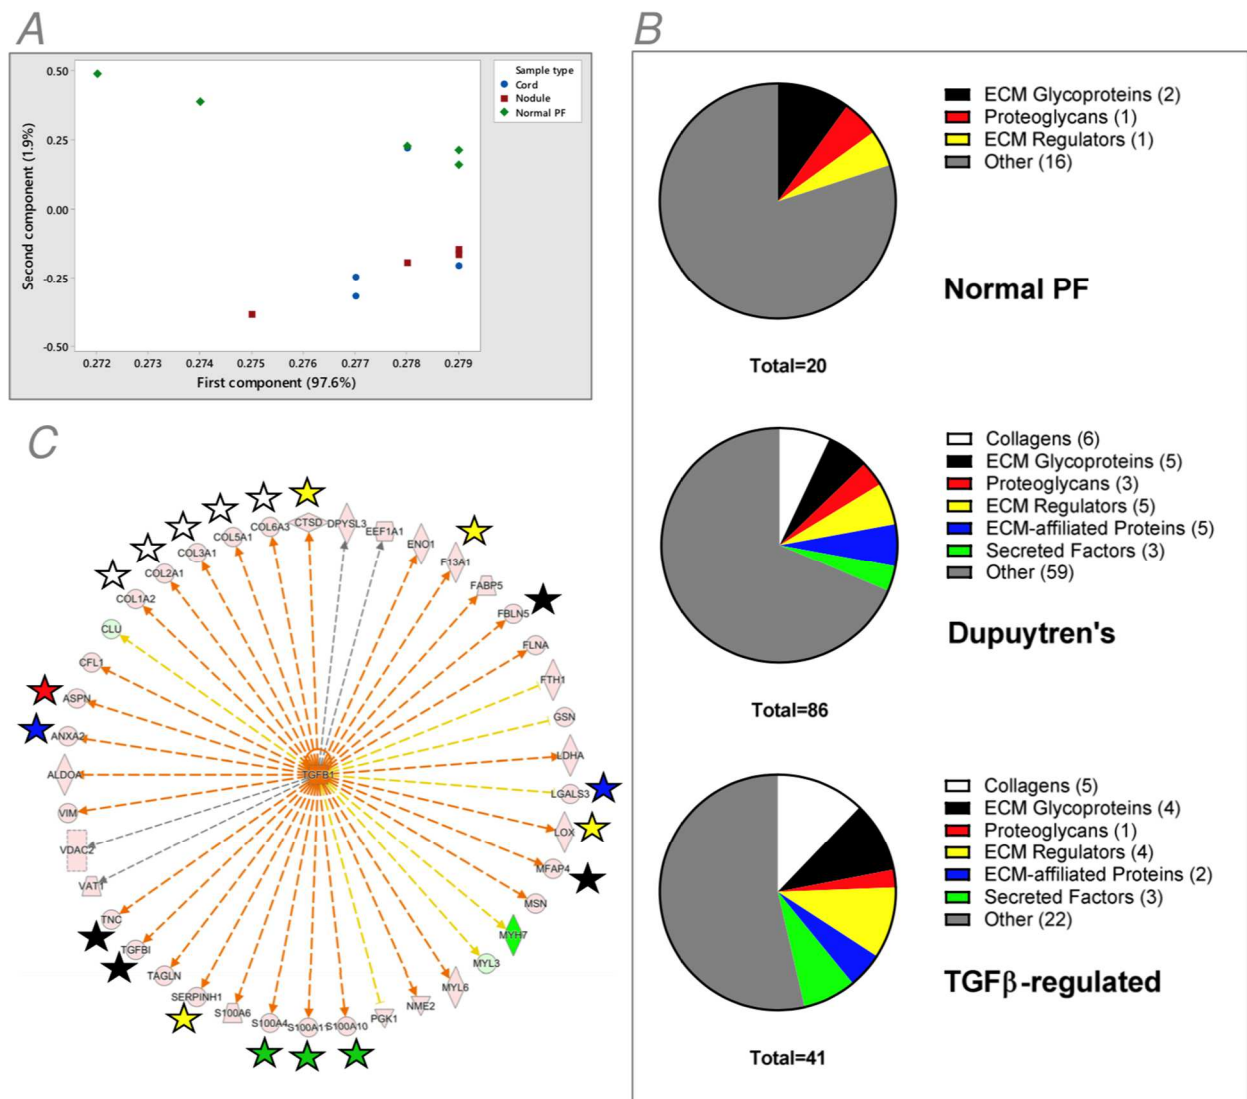 A
0.50
0.25
0.00
-0.25
-0.50
Second component (1.9%)
0.272 0.273 0.274 0.275 0.276 0.277 0.278 0.279
First component (97.6%)
Sample type
Cord
Nodule
Normal PF
B
ECM Glycoproteins (2)
Proteoglycans (1)
ECM Regulators (1)
Other (16)
Normal PF
Total=20
Collagens (6)
ECM Glycoproteins (5)
Proteoglycans (3)
ECM Regulators (5)
ECM-affiliated Proteins (5)
Secreted Factors (3)
Other (59)
Dupuytren's
Total=86
Collagens (5)
ECM Glycoproteins (4)
Proteoglycans (1)
ECM Regulators (4)
ECM-affiliated Proteins (2)
Secreted Factors (3)
Other (22)
TGFβ-regulated
Total=41
C
CTSD
DPYSL3
EEF1A1
ENO1
F13A1
FABP5
FBLN5
FLNA
FTH1
GSN
LDHA
LGALS3
LOX
MFAP4
MSN
MYH7
MYL3
MYL6
NME2
PGK1
S100A10
S100A11
S100A4
S100A6
SERPINH1
TAGLN
TGFBI
TNC
VAT1
VDAC2
VIM
ALDOA
ANXA2
ASPN
CFL1
CLU
COL1A2
COL2A1
COL3A1
COL5A1
COL6A3
TGFB1